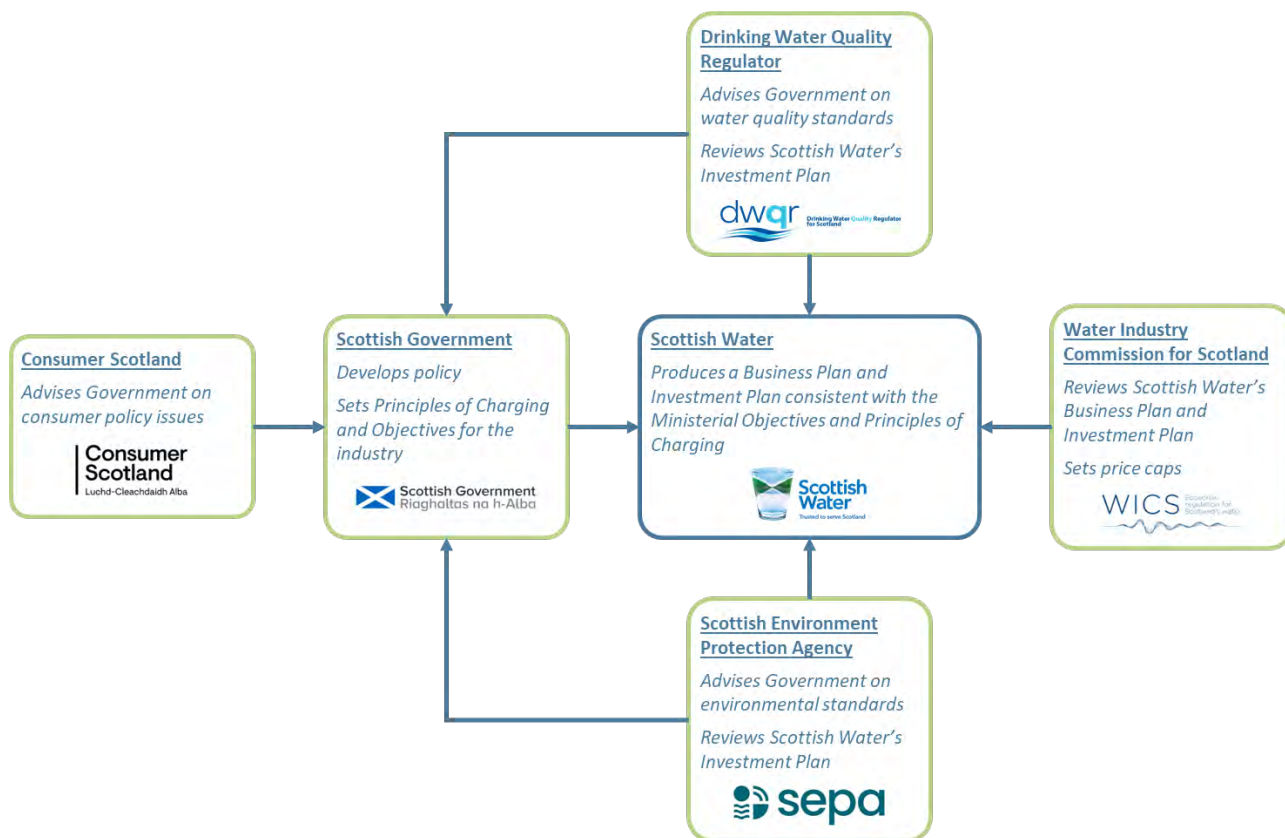 Drinking Water Quality
Regulator
Advises Government on
water quality standards
Reviews Scottish Water's
Investment Plan
dwqr
Drinking Water Quality Regulator
for Scotland
Consumer Scotland
Advises Government on
consumer policy issues
Consumer
Scotland
Luchd-Cleachdaidh Alba
Scottish Government
Develops policy
Sets Principles of Charging
and Objectives for the
industry
Scottish Government
Riaghaltas na h-Alba
Scottish Water
Produces a Business Plan and
Investment Plan consistent with the
Ministerial Objectives and Principles of
Charging
Scottish
Water
Trusted to serve Scotland
Water Industry
Commission for Scotland
Reviews Scottish Water's
Business Plan and
Investment Plan
Sets price caps
WICS
Economic
regulation for
Scotland's water
Scottish Environment
Protection Agency
Advises Government on
environmental standards
Reviews Scottish Water's
Investment Plan
sepa